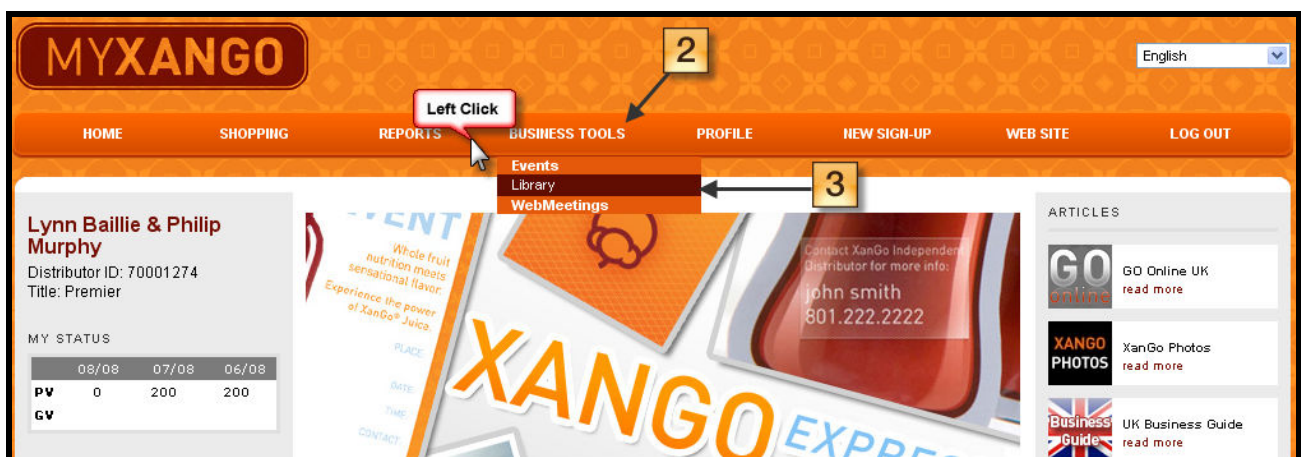 MYXANGO
2
English
Left Click
HOME SHOPPING REPORTS BUSINESS TOOLS PROFILE NEW SIGN-UP WEB SITE LOG OUT
Events
Library
WebMeetings
3
Lynn Baillie & Philip
Murphy
Distributor ID: 70001274
Title: Premier
MY STATUS
08/08 07/08 06/08
PV 0 200 200
GV
Whole fruit
nutrition meets
sensational flavor.
Experience the power
of XanGo® Juice.
PLACE:
DATE:
TIME:
CONTACT:
Contact XanGo Independent
Distributor for more info:
john smith
801.222.2222
XANGO
ARTICLES
GO
online
GO Online UK
read more
XANGO
PHOTOS
XanGo Photos
read more
Business
Guide
UK Business Guide
read more